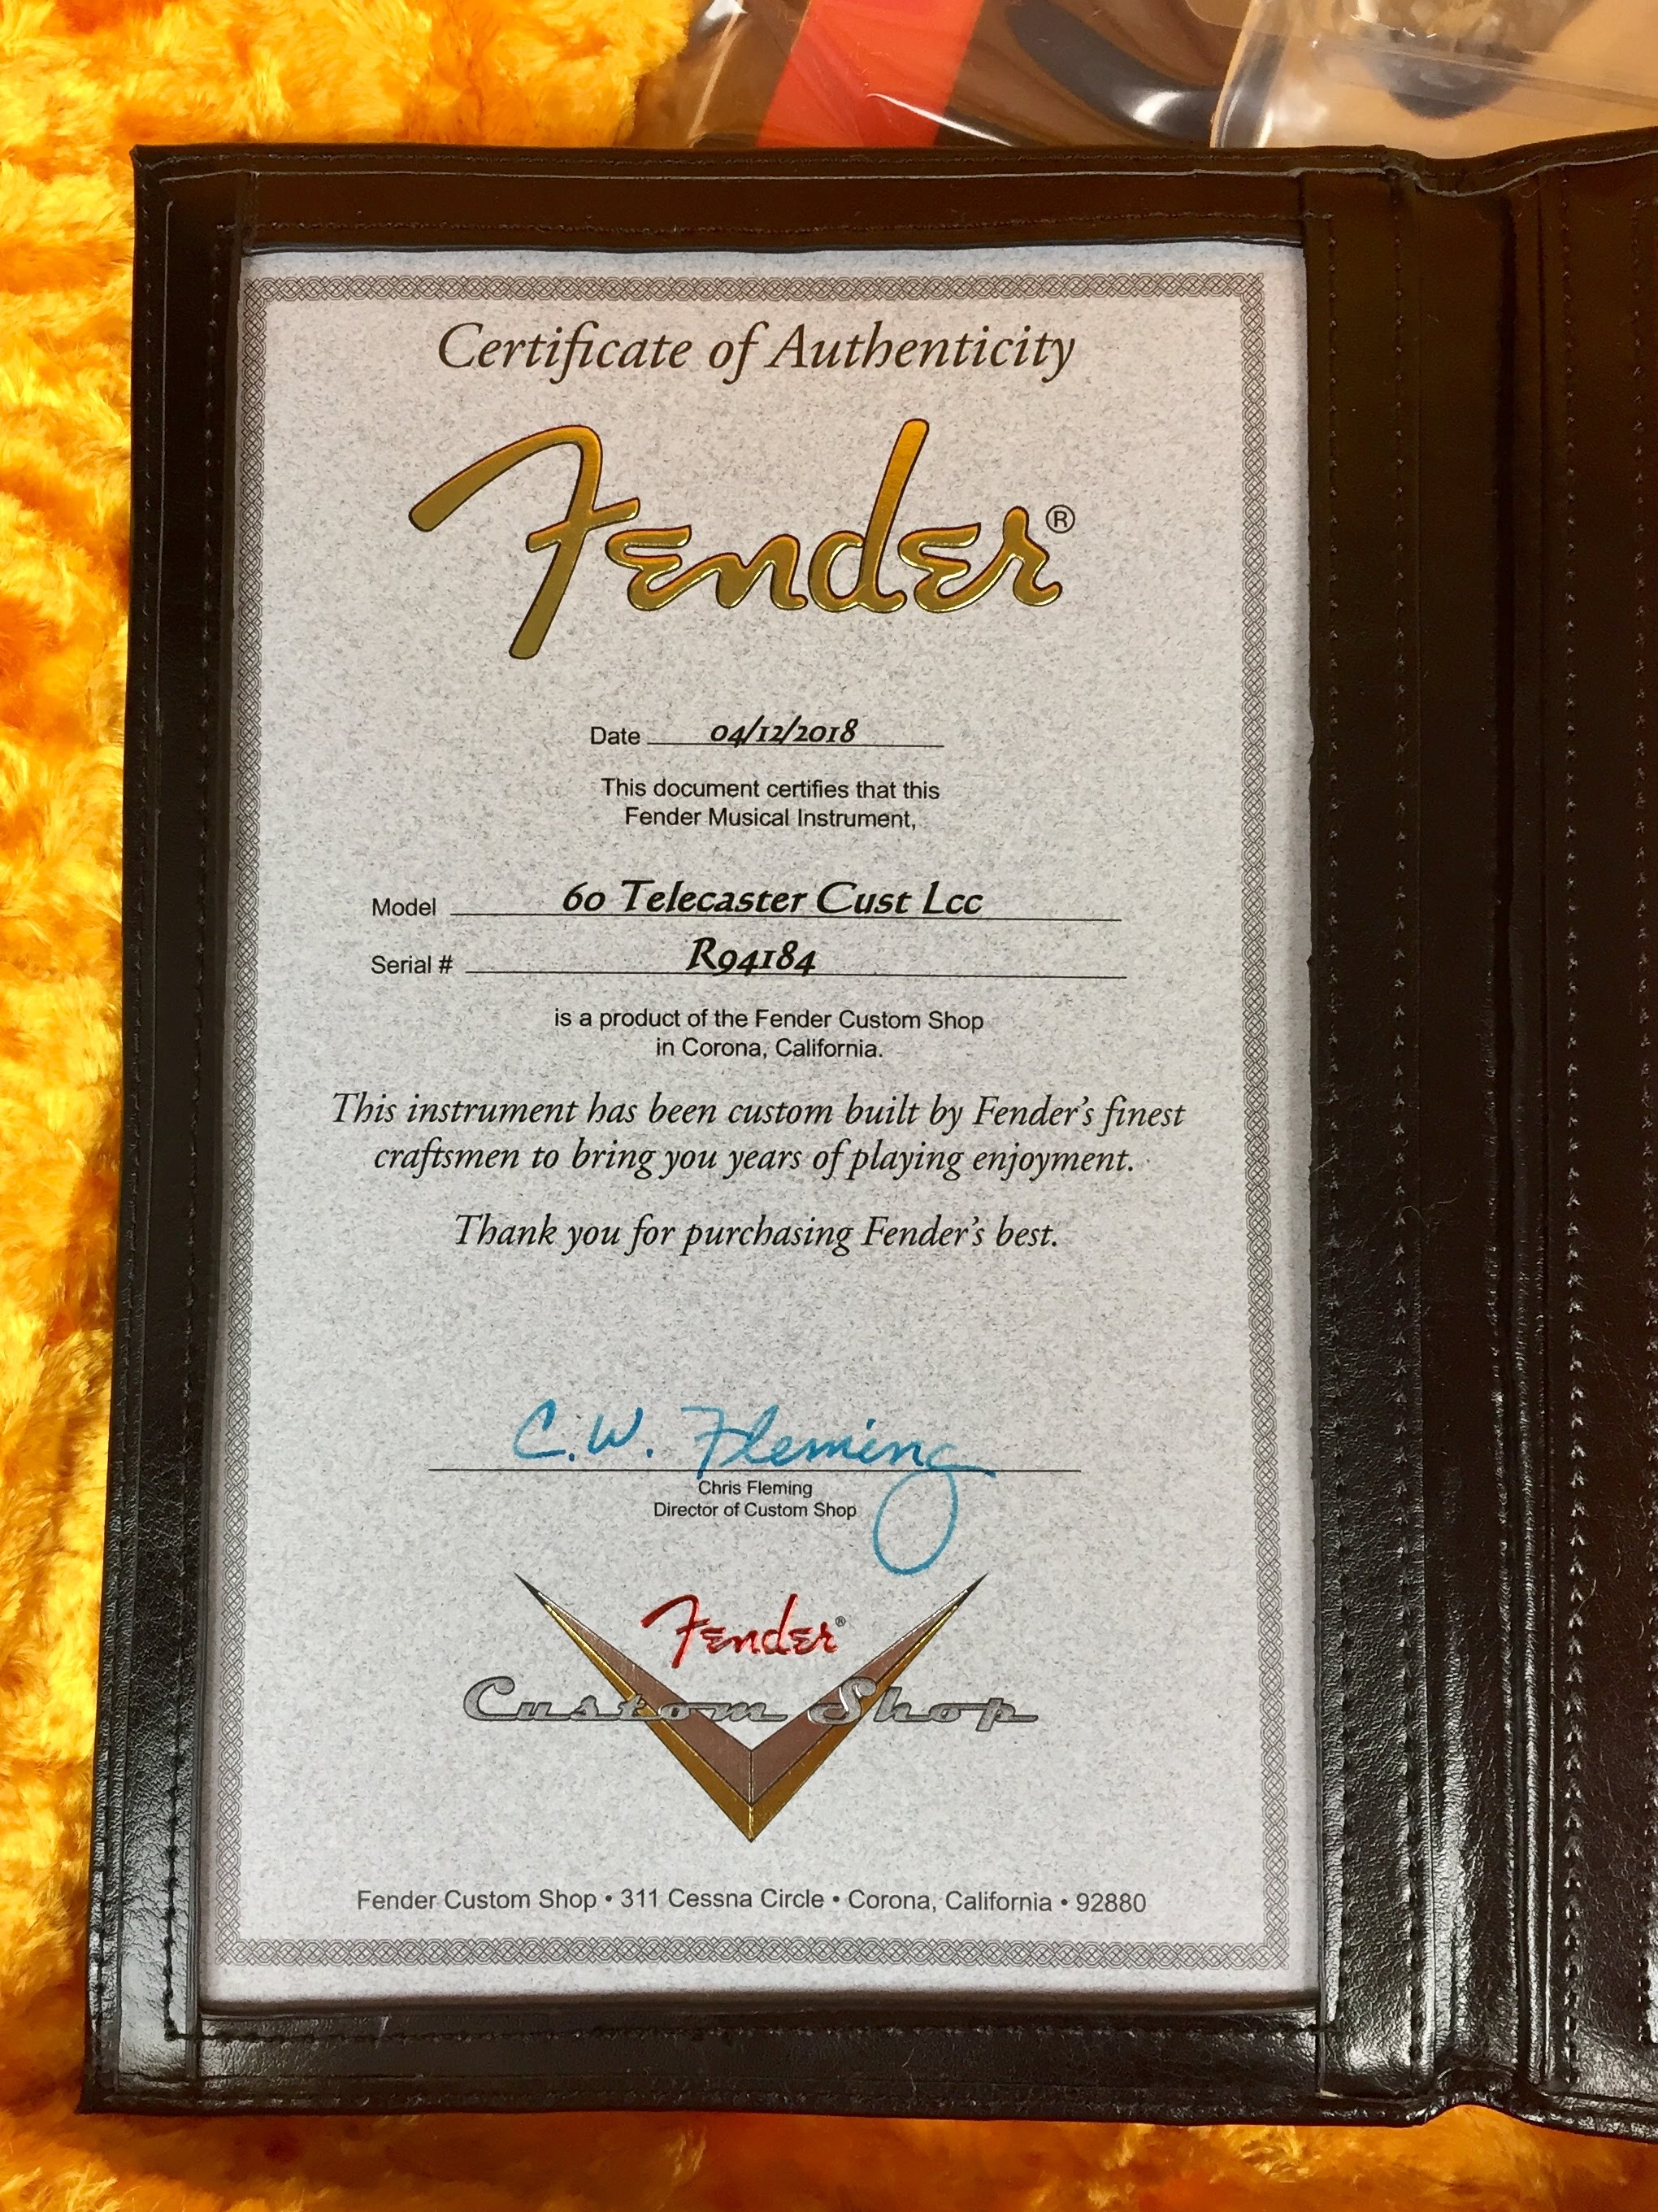 Certificate of Authenticity
Fender®
Date 04/12/2018
This document certifies that this
Fender Musical Instrument,
Model 60 Telecaster Cust Lcc
Serial # R94184
is a product of the Fender Custom Shop
in Corona, California.
This instrument has been custom built by Fender's finest
craftsmen to bring you years of playing enjoyment.
Thank you for purchasing Fender's best.
C.W. Fleming
Chris Fleming
Director of Custom Shop
Fender®
Custom Shop
Fender Custom Shop • 311 Cessna Circle • Corona, California • 92880